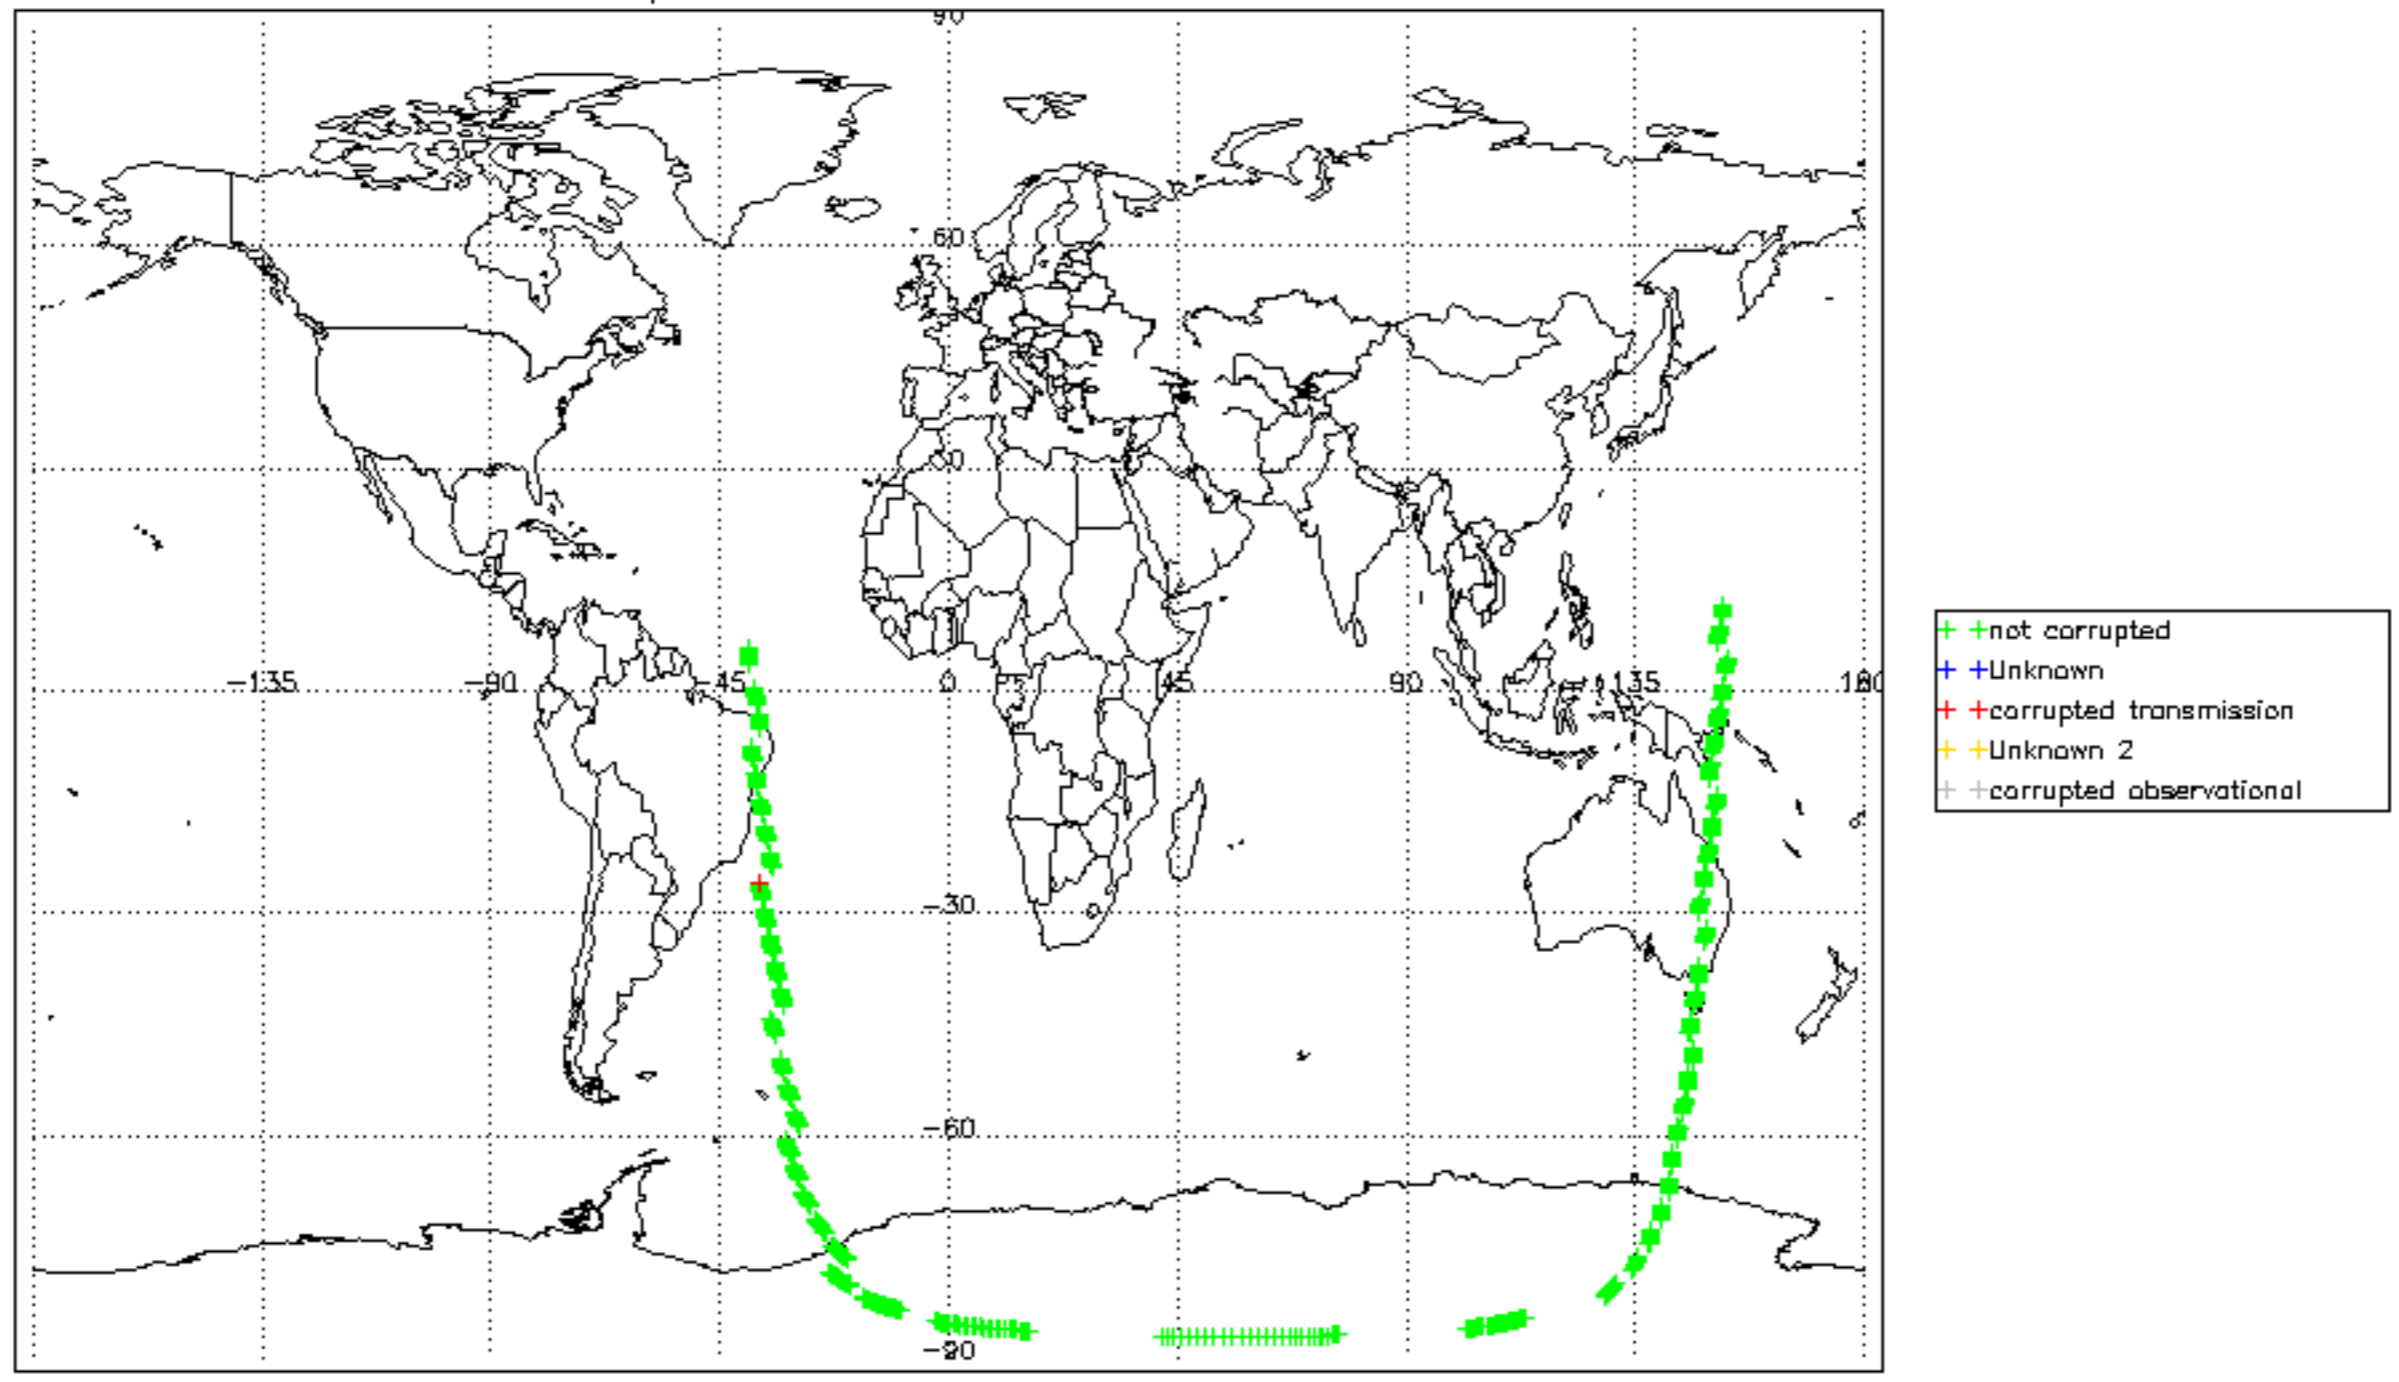 90
60
-135 -90 -45 0 45 90 135 180
-30
-60
-90
not corrupted
Unknown
corrupted transmission
Unknown 2
corrupted observational